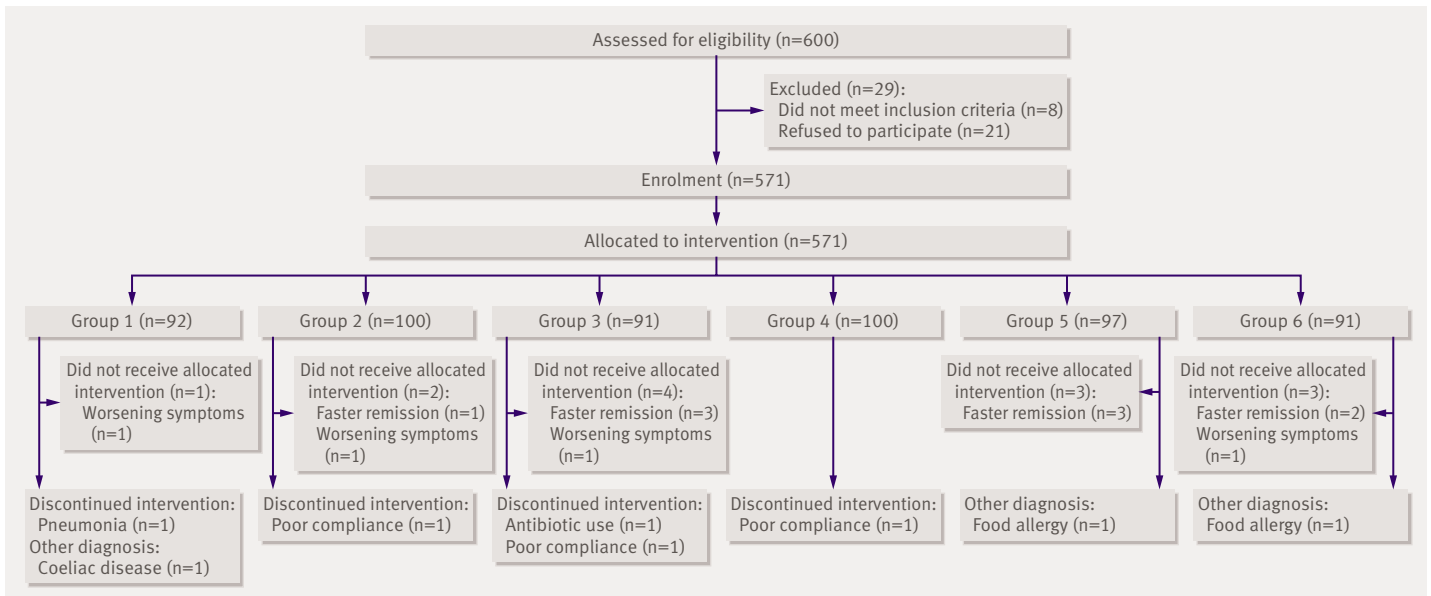 Assessed for eligibility (n=600)
Excluded (n=29):
Did not meet inclusion criteria (n=8)
Refused to participate (n=21)
Enrolment (n=571)
Allocated to intervention (n=571)
Group 1 (n=92)
Group 2 (n=100)
Group 3 (n=91)
Group 4 (n=100)
Group 5 (n=97)
Group 6 (n=91)
Did not receive allocated
intervention (n=1):
Worsening symptoms
(n=1)
Did not receive allocated
intervention (n=2):
Faster remission (n=1)
Worsening symptoms
(n=1)
Did not receive allocated
intervention (n=4):
Faster remission (n=3)
Worsening symptoms
(n=1)
Did not receive allocated
intervention (n=3):
Faster remission (n=3)
Did not receive allocated
intervention (n=3):
Faster remission (n=2)
Worsening symptoms
(n=1)
Discontinued intervention:
Pneumonia (n=1)
Other diagnosis:
Coeliac disease (n=1)
Discontinued intervention:
Poor compliance (n=1)
Discontinued intervention:
Antibiotic use (n=1)
Poor compliance (n=1)
Discontinued intervention:
Poor compliance (n=1)
Other diagnosis:
Food allergy (n=1)
Other diagnosis:
Food allergy (n=1)